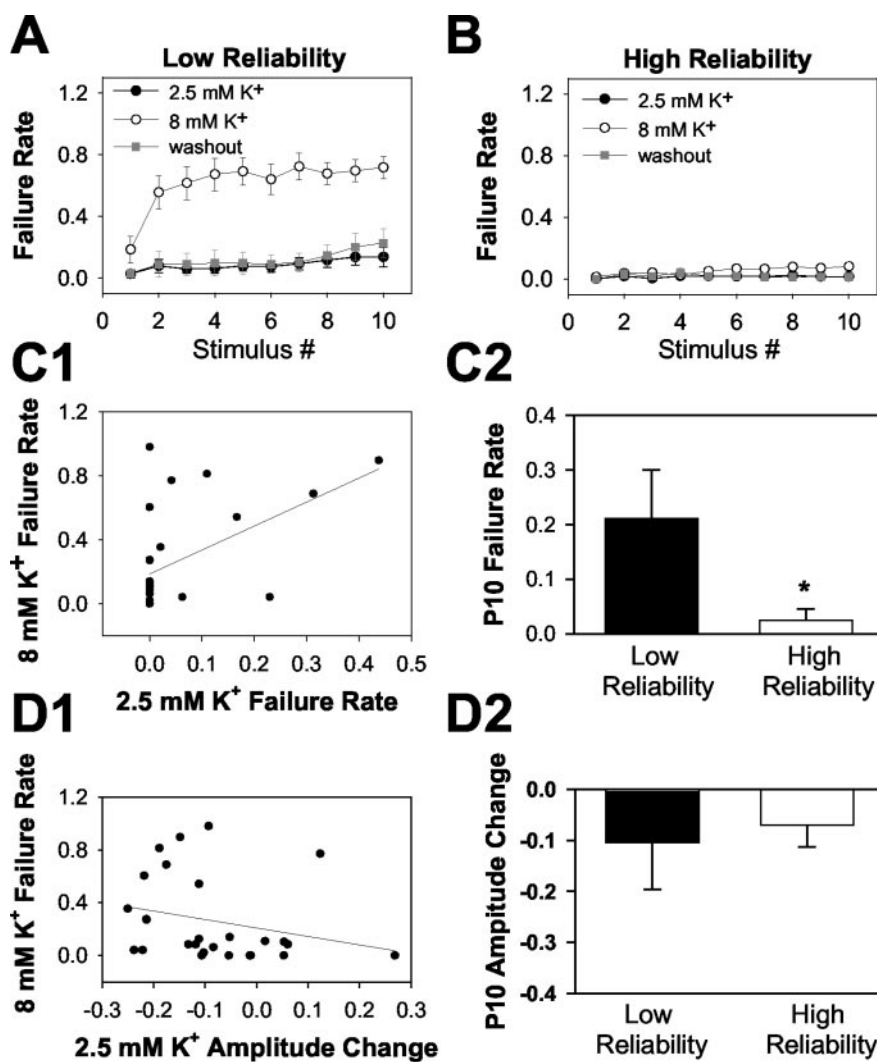 A
B
Low Reliability
High Reliability
Failure Rate
1.2
0.8
0.4
0.0
2.5 mM K+
8 mM K+
washout
0 2 4 6 8 10
Stimulus #
Failure Rate
1.2
0.8
0.4
0.0
2.5 mM K+
8 mM K+
washout
0 2 4 6 8 10
Stimulus #
C1
8 mM K+ Failure Rate
1.2
0.8
0.4
0.0
0.0 0.1 0.2 0.3 0.4 0.5
2.5 mM K+ Failure Rate
C2
P10 Failure Rate
0.4
0.3
0.2
0.1
0.0
*
Low
Reliability
High
Reliability
D1
8 mM K+ Failure Rate
1.2
0.8
0.4
0.0
-0.3 -0.2 -0.1 0.0 0.1 0.2 0.3
2.5 mM K+ Amplitude Change
D2
P10 Ampitude Change
0.0
-0.1
-0.2
-0.3
-0.4
Low
Reliability
High
Reliability